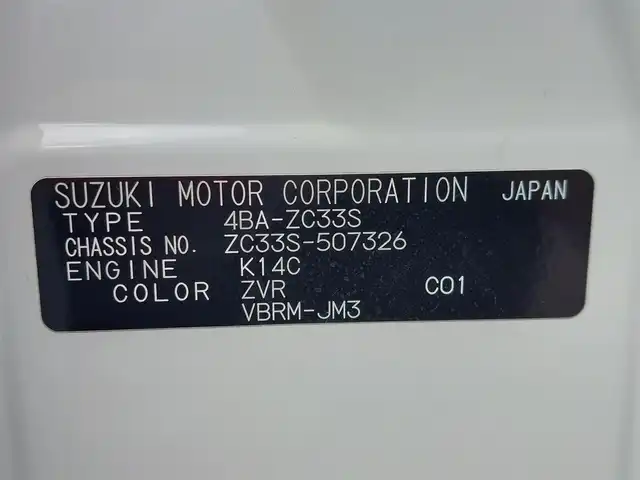 SUZUKI MOTOR CORPORATION JAPAN
TYPE 4BA-ZC33S
CHASSIS NO. ZC33S-507326
ENGINE K14C
COLOR ZVR C01
VBRM-JM3